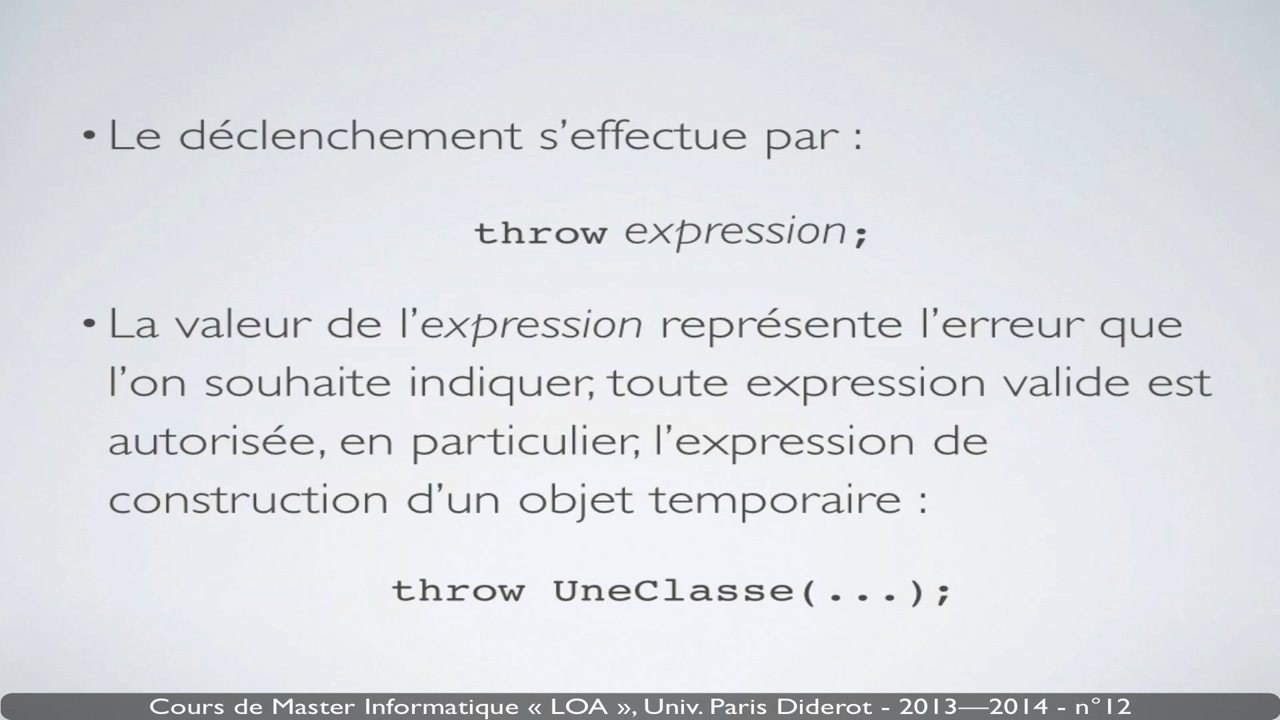 • Le déclenchement s’effectue par :
throw expression;
• La valeur de l’expression représente l’erreur que
l’on souhaite indiquer, toute expression valide est
autorisée, en particulier, l’expression de
construction d’un objet temporaire :
throw UneClasse(...);
Cours de Master Informatique « LOA », Univ. Paris Diderot - 2013—2014 - n°12